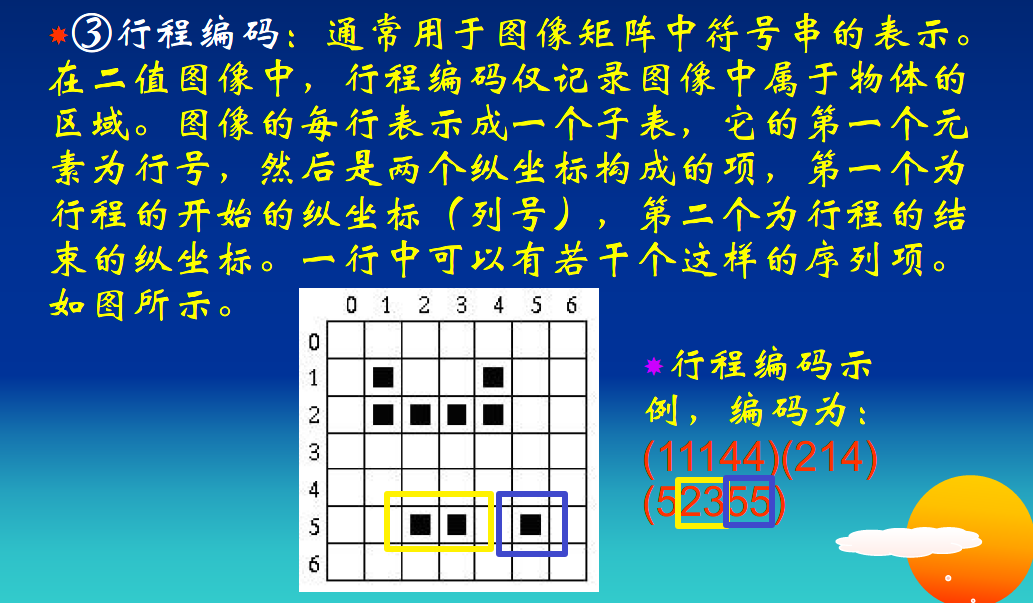 ③行程编码：通常用于图像矩阵中符号串的表示。
在二值图像中，行程编码仅记录图像中属于物体的
区域。图像的每行表示成一个子表，它的第一个元
素为行号，然后是两个纵坐标构成的项，第一个为
行程的开始的纵坐标（列号），第二个为行程的结
束的纵坐标。一行中可以有若干个这样的序列项。
如图所示。
0 1 2 3 4 5 6
0
1
2
3
4
5
6
行程编码示
例，编码为：
(11144)(214)
(52355)